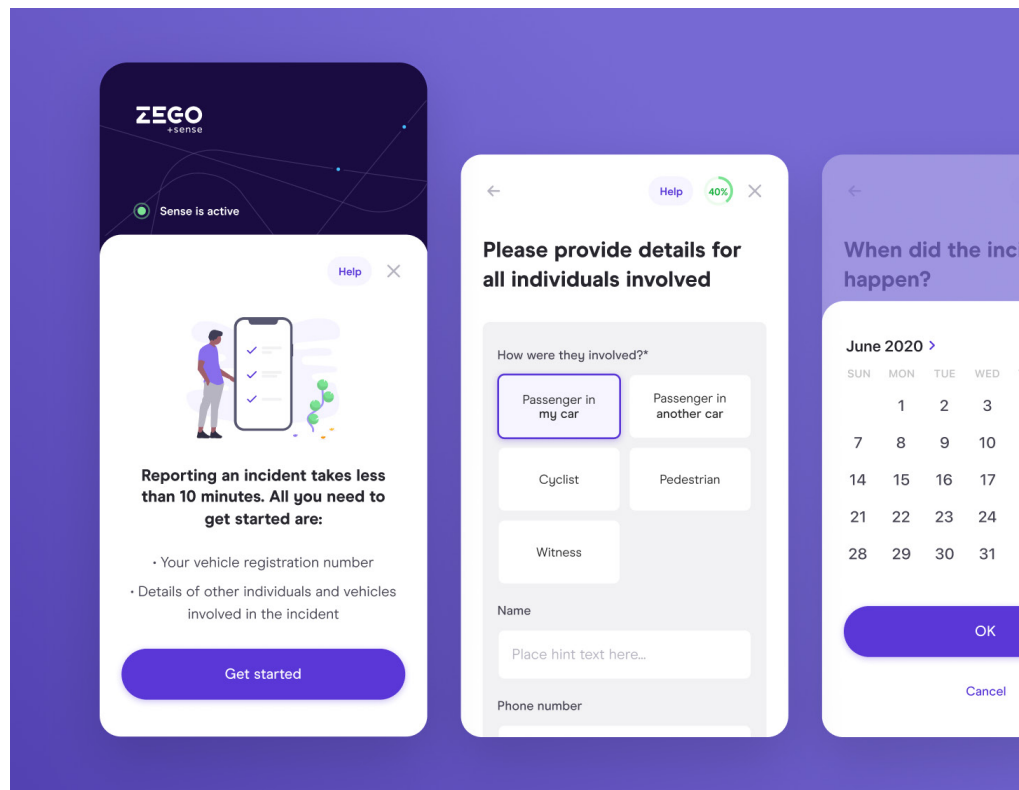 ZEGO
+sense
Sense is active
Help
Reporting an incident takes less
than 10 minutes. All you need to
get started are:
• Your vehicle registration number
• Details of other individuals and vehicles
involved in the incident
Get started
Help 40%
Please provide details for
all individuals involved
How were they involved?*
Passenger in
my car
Passenger in
another car
Cyclist
Pedestrian
Witness
Name
Place hint text here...
Phone number
When did the inc
happen?
June 2020 >
SUN MON TUE WED
1 2 3
7 8 9 10
14 15 16 17
21 22 23 24
28 29 30 31
OK
Cancel